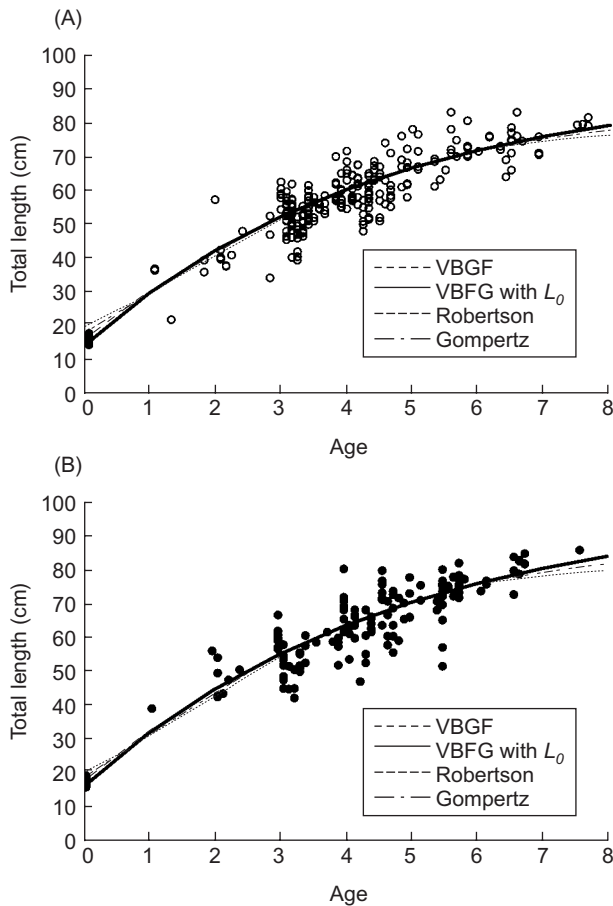 (A)
100
90
80
70
60
50
40
30
20
10
0
Total length (cm)
VBGF
VBFG with L0
Robertson
Gompertz
0 1 2 3 4 5 6 7 8
Age
(B)
100
90
80
70
60
50
40
30
20
10
0
Total length (cm)
VBGF
VBFG with L0
Robertson
Gompertz
0 1 2 3 4 5 6 7 8
Age